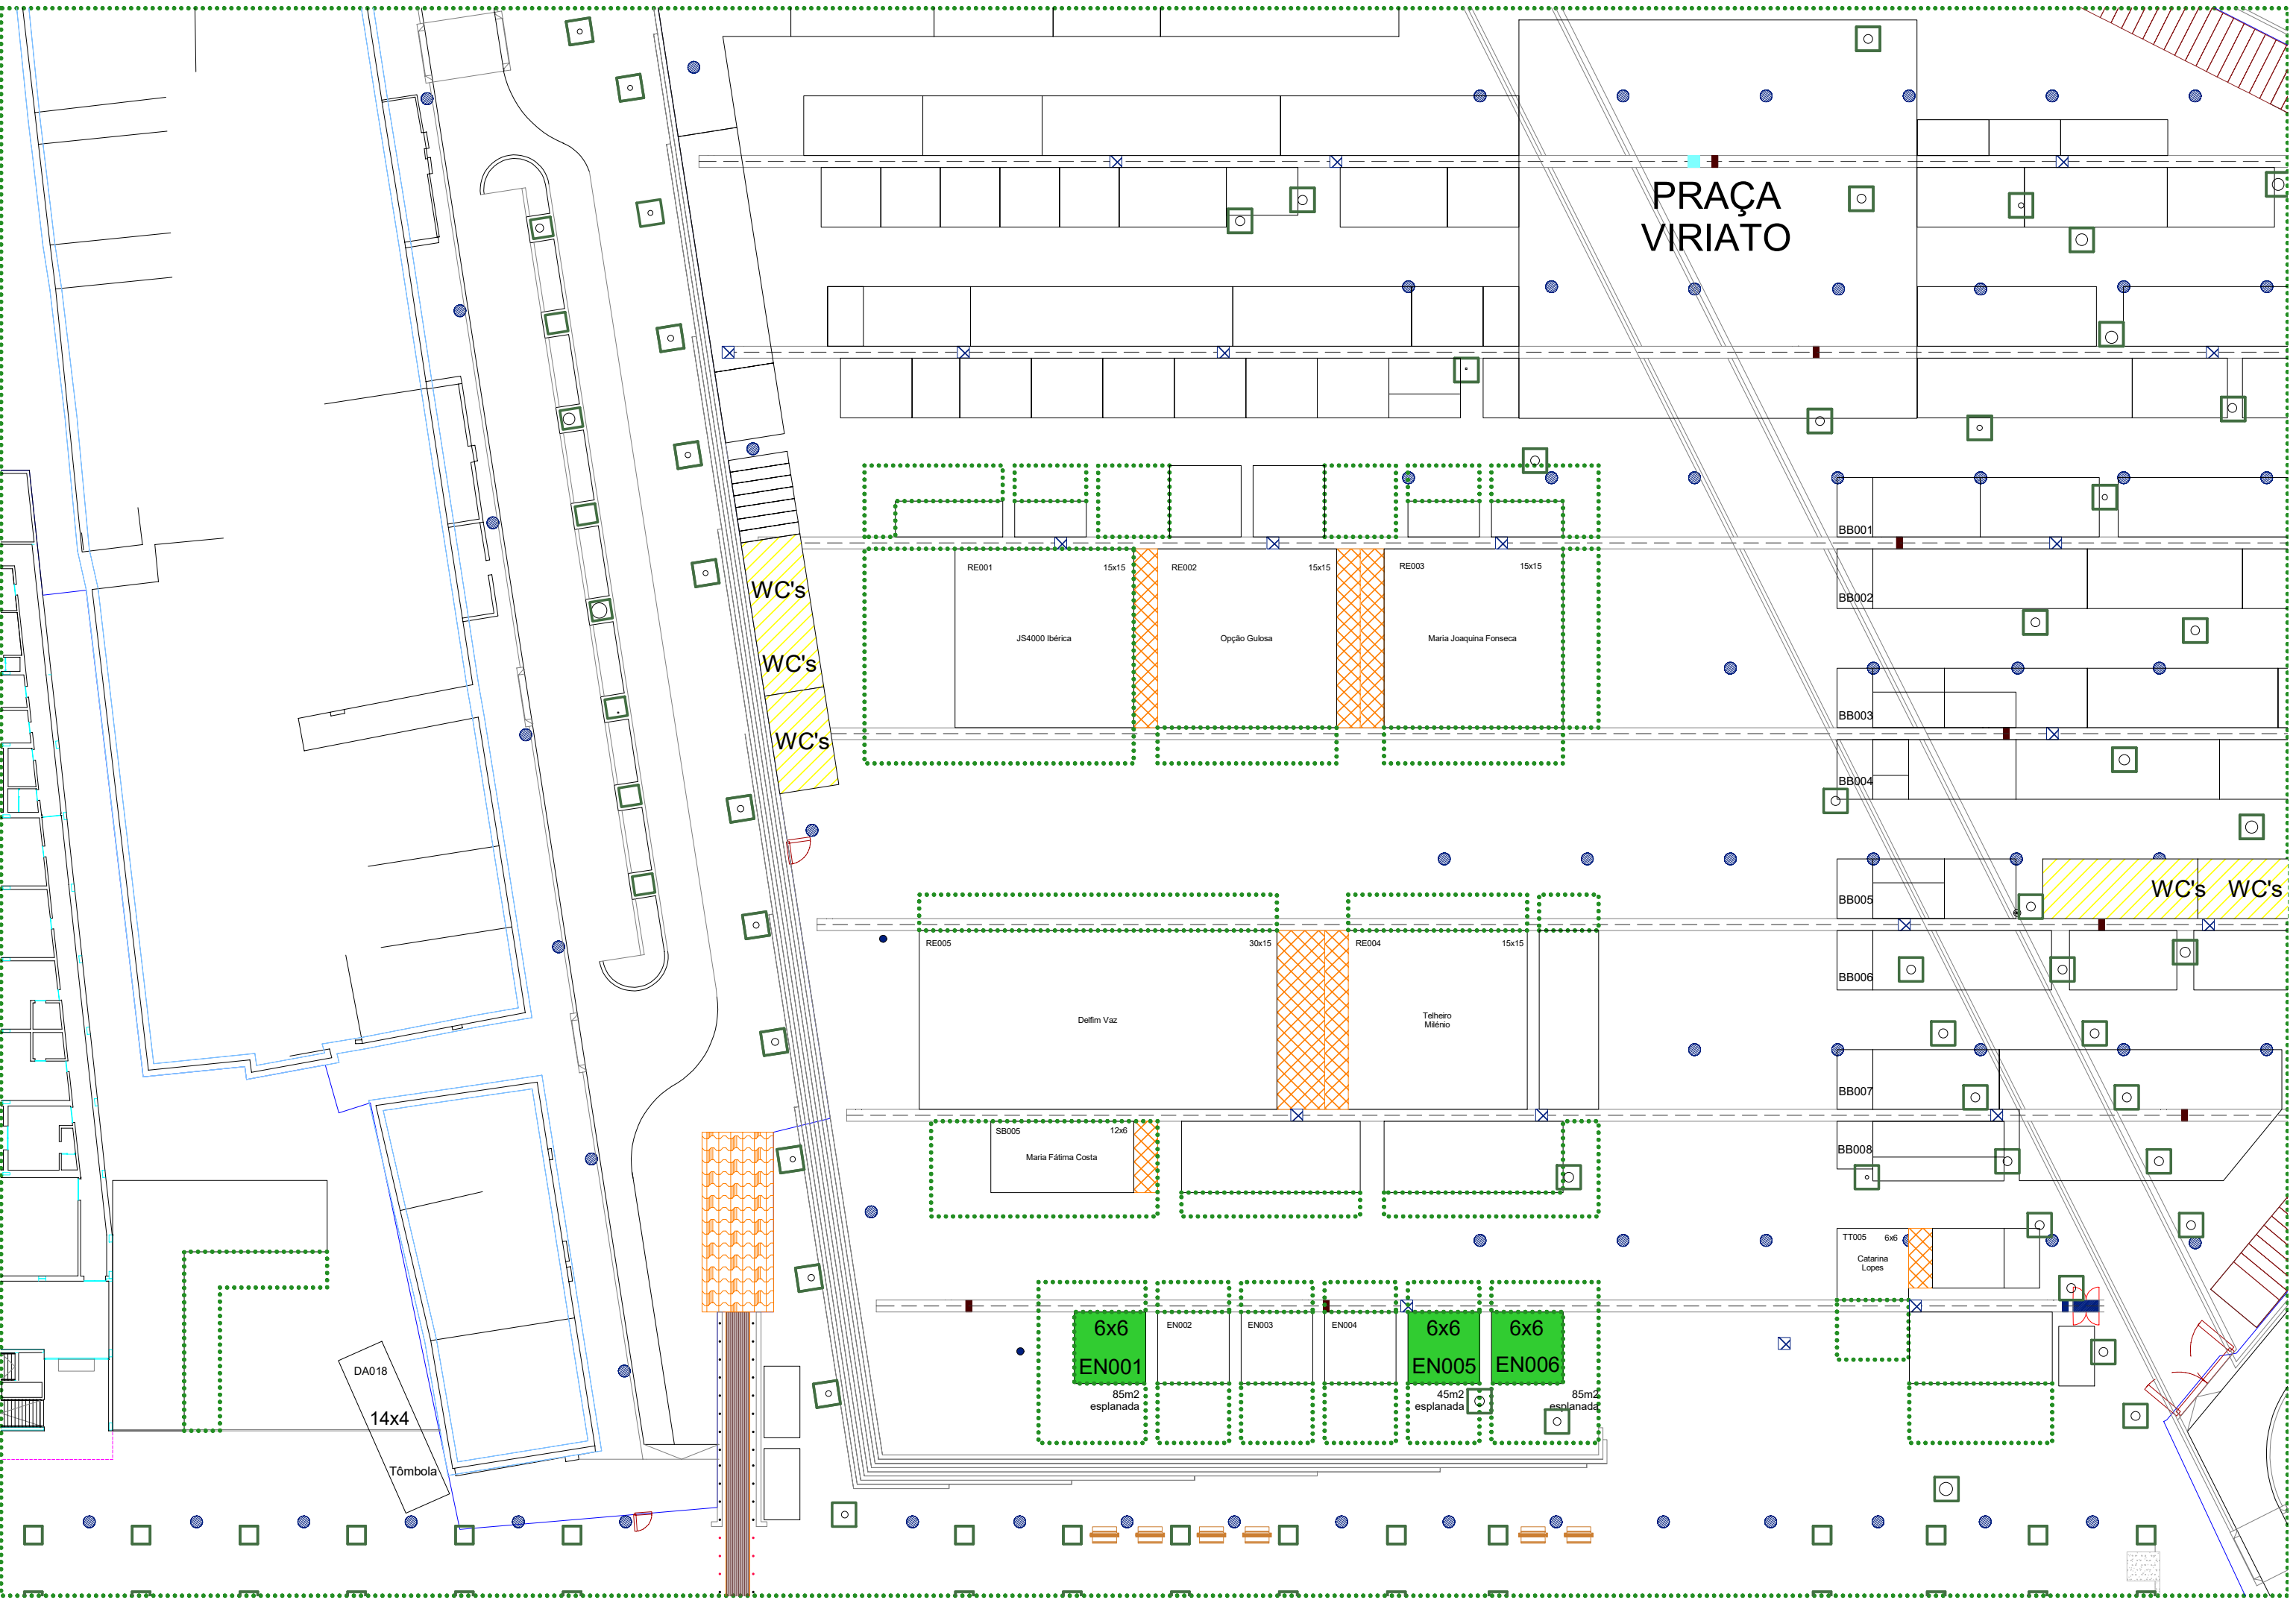 PRAÇA
VIRIATO
BB001
RE001 15x15
RE002 15x15
RE003 15x15
WC's
BB002
JS4000 Ibérica
Opção Gulosa
Maria Joaquina Fonseca
WC's
BB003
WC's
BB004
WC's
WC's
BB005
RE005 30x15
RE004 15x15
BB006
Delfim Vaz
Telheiro
Milénio
BB007
SB005 12x6
Maria Fátima Costa
BB008
TT005 6x6
Catarina
Lopes
6x6
EN001
EN002
EN003
EN004
6x6
EN005
6x6
EN006
85m2
esplanada
45m2
esplanada
85m2
esplanada
DA018
14x4
Tômbola